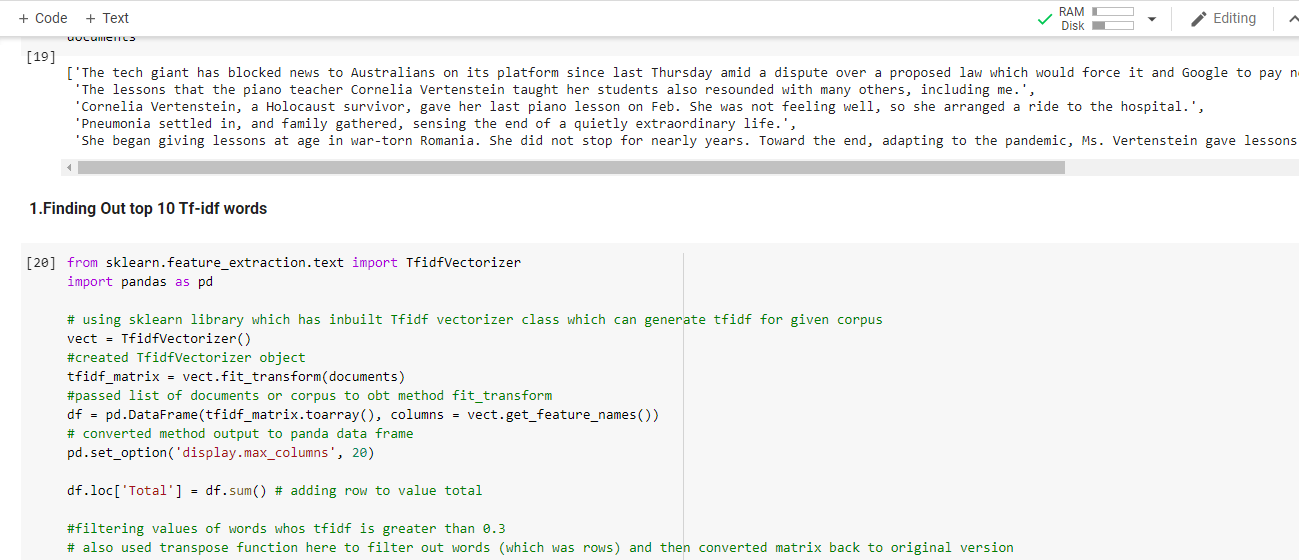 + Code + Text
RAM
Disk
Editing
documents
[19]
['The tech giant has blocked news to Australians on its platform since last Thursday amid a dispute over a proposed law which would force it and Google to pay
'The lessons that the piano teacher Cornelia Vertenstein taught her students also resounded with many others, including me.',
'Cornelia Vertenstein, a Holocaust survivor, gave her last piano lesson on Feb. She was not feeling well, so she arranged a ride to the hospital.',
'Pneumonia settled in, and family gathered, sensing the end of a quietly extraordinary life.',
'She began giving lessons at age in war-torn Romania. She did not stop for nearly years. Toward the end, adapting to the pandemic, Ms. Vertenstein gave lessons
1.Finding Out top 10 Tf-idf words
[20] from sklearn.feature_extraction.text import TfidfVectorizer
import pandas as pd
# using sklearn library which has inbuilt Tfidf vectorizer class which can generate tfidf for given corpus
vect = TfidfVectorizer()
#created TfidfVectorizer object
tfidf_matrix = vect.fit_transform(documents)
#passed list of documents or corpus to obt method fit_transform
df = pd.DataFrame(tfidf_matrix.toarray(), columns = vect.get_feature_names())
# converted method output to panda data frame
pd.set_option('display.max_columns', 20)
df.loc['Total'] = df.sum() # adding row to value total
#filtering values of words whos tfidf is greater than 0.3
# also used transpose function here to filter out words (which was rows) and then converted matrix back to original version